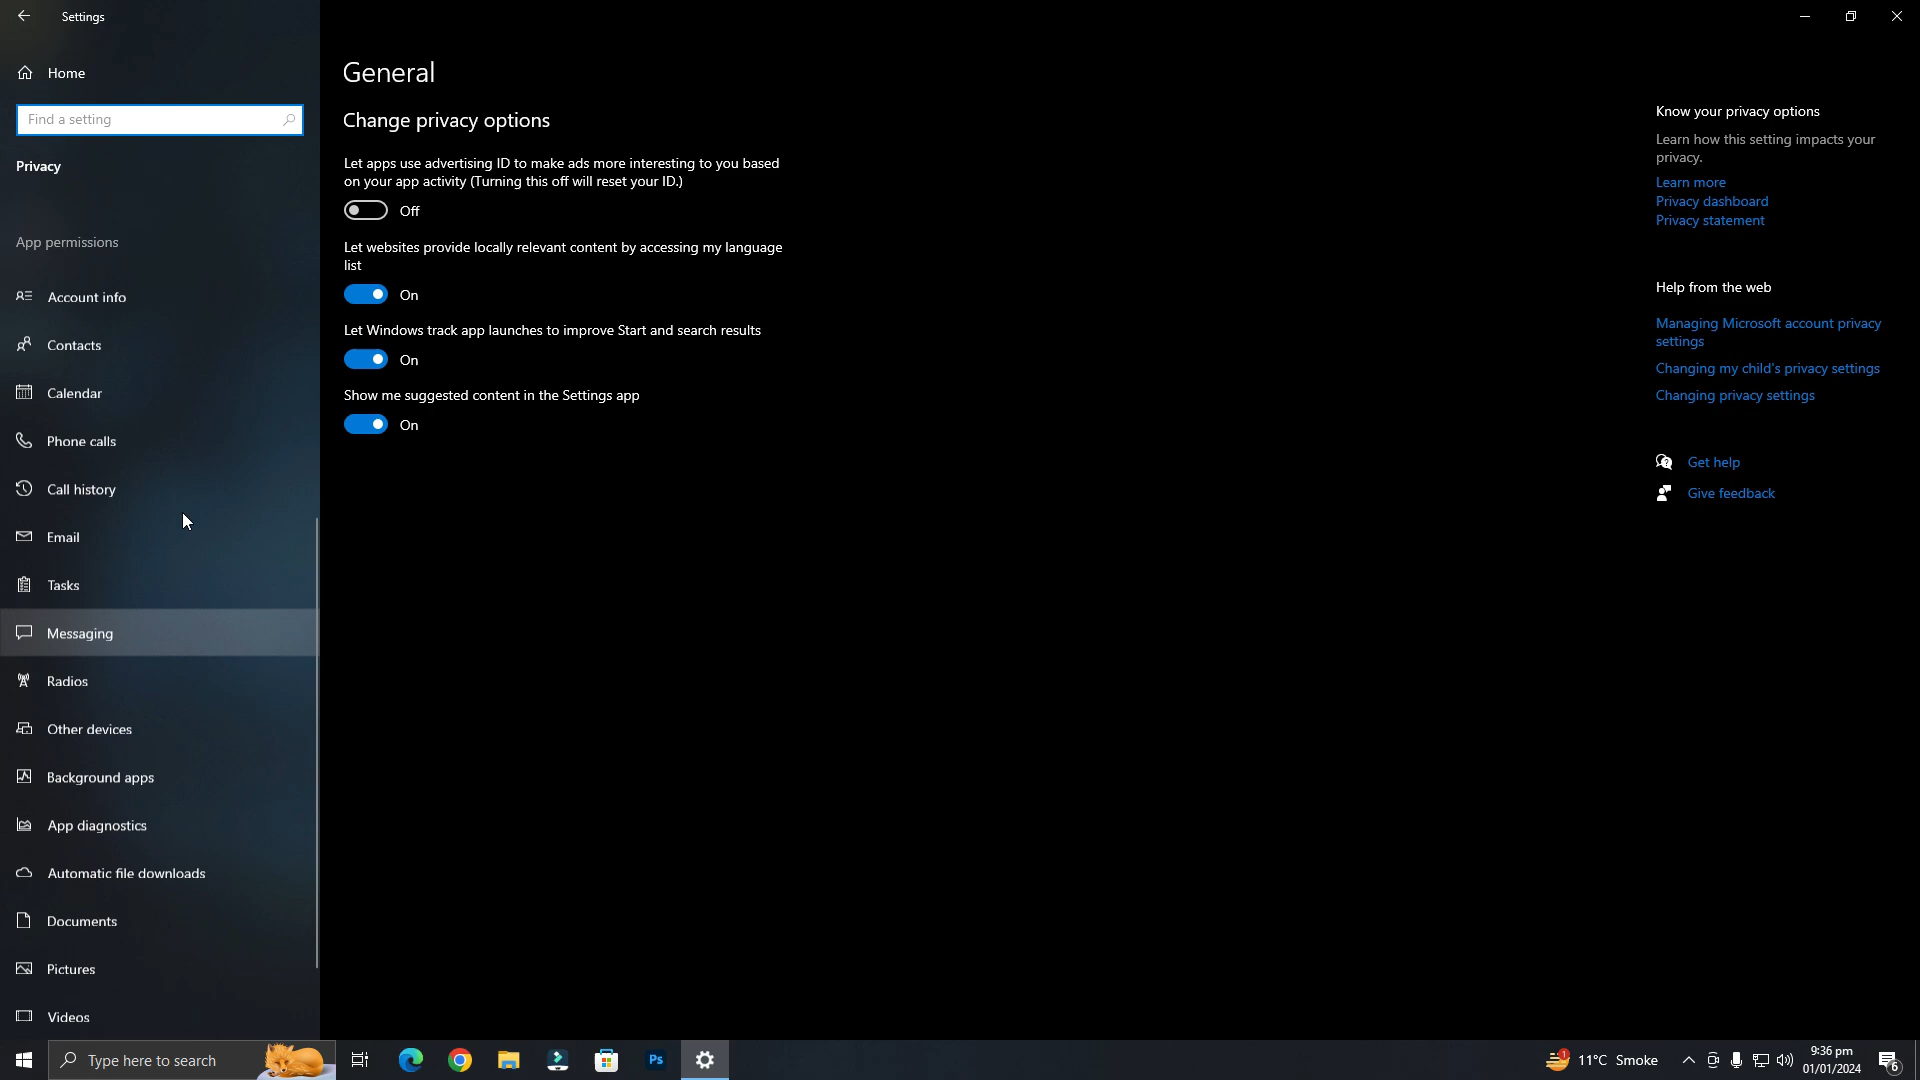 Settings
Home
Find a setting
Privacy
App permissions
Account info
Contacts
Calendar
Phone calls
Call history
Email
Tasks
Messaging
Radios
Other devices
Background apps
App diagnostics
Automatic file downloads
Documents
Pictures
Videos
General
Change privacy options
Let apps use advertising ID to make ads more interesting to you based
on your app activity (Turning this off will reset your ID.)
Off
Let websites provide locally relevant content by accessing my language
list
On
Let Windows track app launches to improve Start and search results
On
Show me suggested content in the Settings app
On
Know your privacy options
Learn how this setting impacts your
privacy.
Learn more
Privacy dashboard
Privacy statement
Help from the web
Managing Microsoft account privacy
settings
Changing my child's privacy settings
Changing privacy settings
Get help
Give feedback
Type here to search
Ps
1
11°C Smoke
9:36 pm
01/01/2024
6